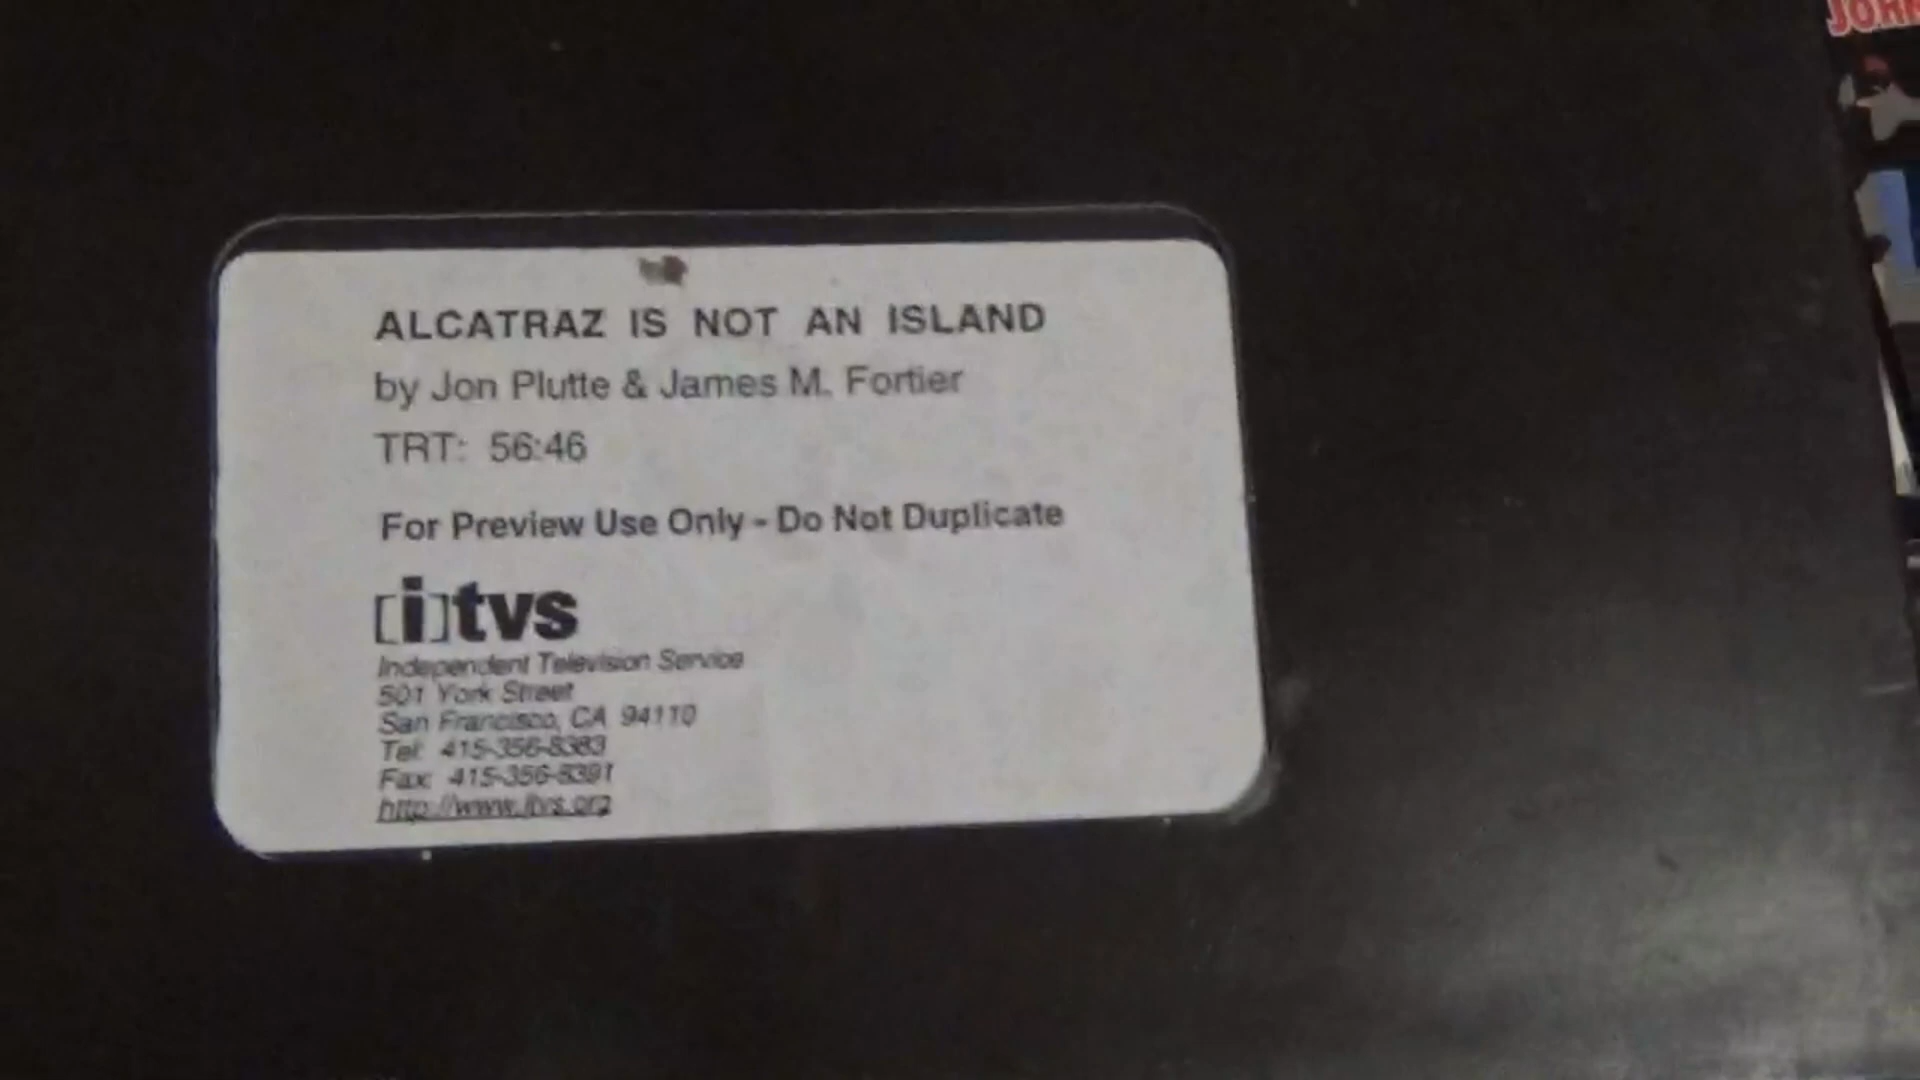 ALCATRAZ IS NOT AN ISLAND
by Jon Plutte & James M. Fortier
TRT: 56:46
For Preview Use Only - Do Not Duplicate
[i]tvs
Independent Television Service
501 York Street
San Francisco, CA 94110
Tel: 415-356-8383
Fax: 415-356-8391
http://www.itvs.org